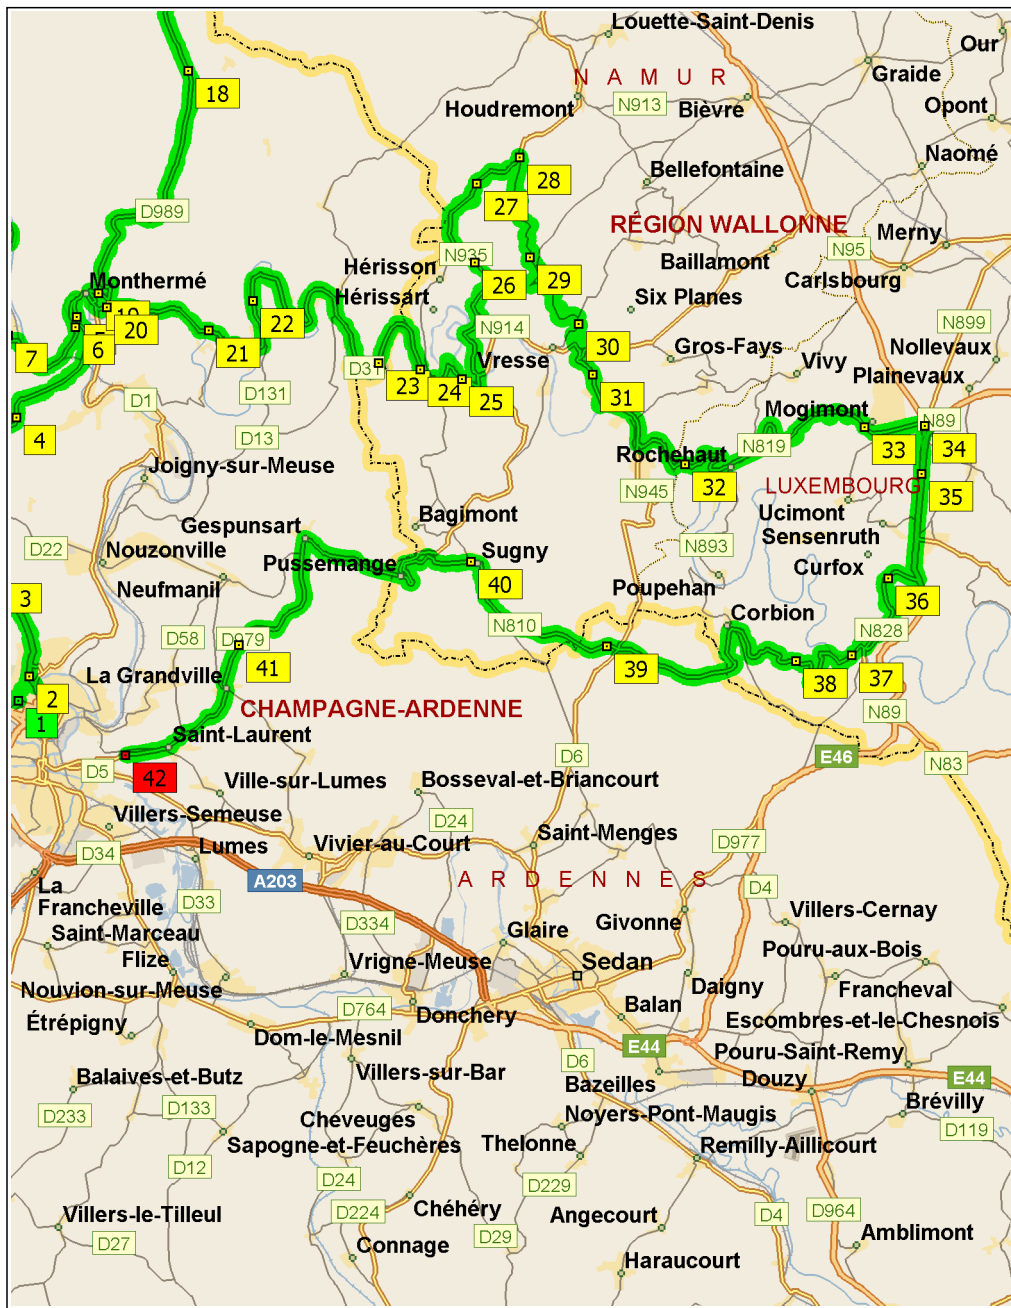 Louette-Saint-Denis
Our
Graide
NAMUR
18
Houdremont
N913
Bièvre
Opont
Naomé
28
Bellefontaine
27
D989
RÉGION WALLONNE
Merny
N95
N935
Baillamont
Carlsbourg
Hérisson
29
26
Monthermé
Hérissart
Six Planes
19
20
22
N914
N899
30
7
6
21
Vresse
Gros-Fays
Nollevaux
Vivy
D31
23
24
25
Plainevaux
D131
31
D1
4
Mogimont
N89
33
34
D13
N819
Joigny-sur-Meuse
Rochehaut
32
LUXEMBOURG
35
N945
Bagimont
Ucimont
Gespunsart
Sensenruth
D22
Nouzonville
Sugny
N893
Pussemange
Curfox
Neufmanil
40
Poupehan
3
36
Corbion
N810
N828
D58
D979
41
39
38
37
La Grandville
2
1
CHAMPAGNE-ARDENNE
N89
Saint-Laurent
D6
E46
N83
D5
42
Ville-sur-Lumes
Bosseval-et-Briancourt
Villers-Semeuse
D24
Saint-Menges
D977
Vivier-au-Court
Lumes
D34
A203
ARDENNES
D4
La
Francheville
D33
Villers-Cernay
D334
Givonne
Glaire
Saint-Marceau
Pouru-aux-Bois
Flize
Sedan
Vrigne-Meuse
Nouvion-sur-Meuse
Daigny
Francheval
D764
Donchery
Balan
Étrépigny
Escombres-et-le-Chesnois
Dom-le-Mesnil
E44
Pouru-Saint-Remy
D6
Villers-sur-Bar
Balaives-et-Butz
Bazeilles
Douzy
E44
Brévilly
D133
D233
Cheveuges
Noyers-Pont-Maugis
D119
Sapogne-et-Feuchères
Thelonne
Remilly-Aillicourt
D12
D24
D229
Chéhéry
D224
Villers-le-Tilleul
Angecourt
D4
D964
D27
Connage
D29
Amblimont
Haraucourt